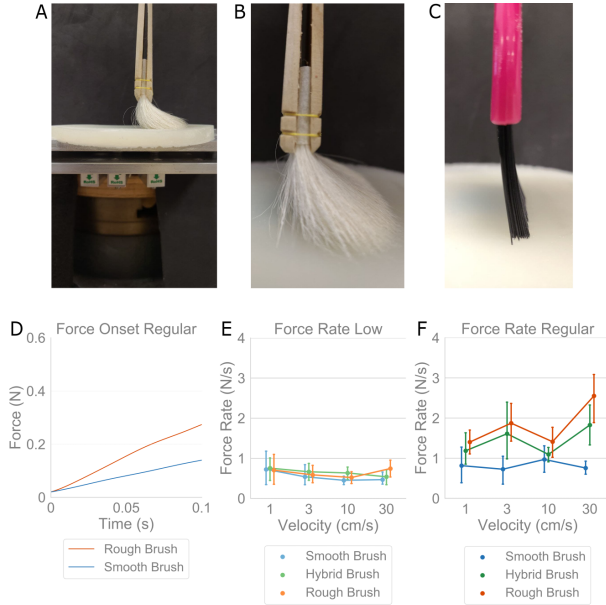 A
B
C
RoHS RoHS RoHS
D
Force Onset Regular
Force (N)
0.6
0.4
0.2
0
0
0.05
0.1
Time (s)
Rough Brush
Smooth Brush
E
Force Rate Low
Force Rate (N/s)
4
3
2
1
0
1
3
10
30
Velocity (cm/s)
Smooth Brush
Hybrid Brush
Rough Brush
F
Force Rate Regular
Force Rate (N/s)
4
3
2
1
0
1
3
10
30
Velocity (cm/s)
Smooth Brush
Hybrid Brush
Rough Brush